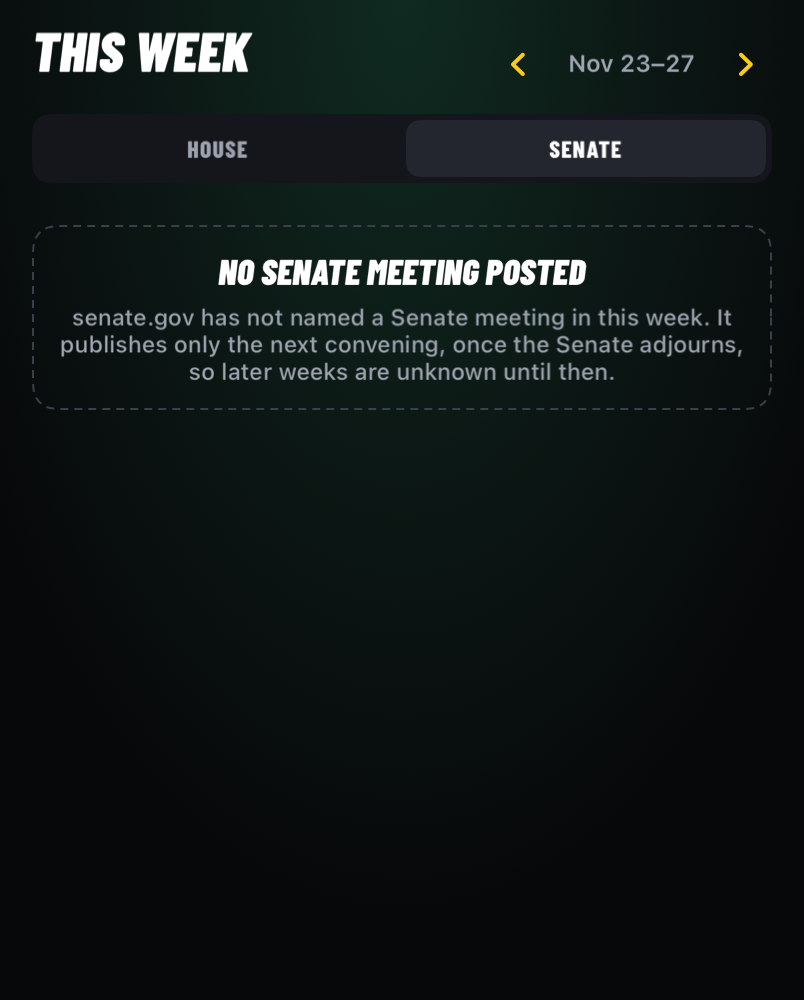 THIS WEEK
Nov 23–27
HOUSE
SENATE
NO SENATE MEETING POSTED
senate.gov has not named a Senate meeting in this week. It
publishes only the next convening, once the Senate adjourns,
so later weeks are unknown until then.